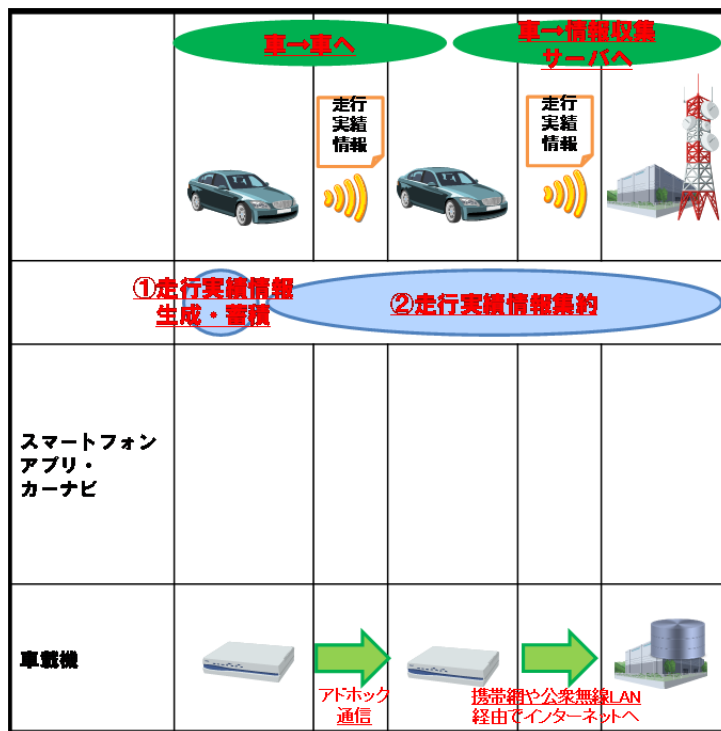 車→車へ
車→情報収集
サーバへ
走行
実績
情報
走行
実績
情報
①走行実績情報
生成・蓄積
②走行実績情報集約
スマートフォン
アプリ・
カーナビ
車載機
アドホック
通信
携帯網や公衆無線LAN
経由でインターネットへ